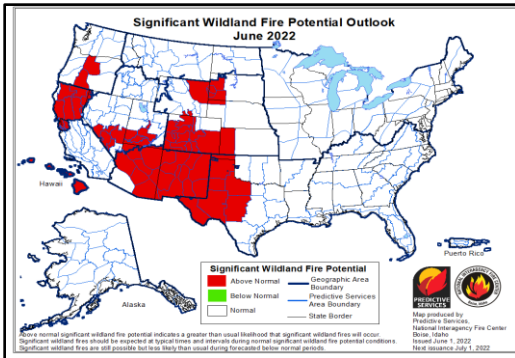 Significant Wildland Fire Potential Outlook
June 2022
Hawaii
Alaska
Puerto Rico
Significant Wildland Fire Potential
Above Normal
Below Normal
Normal
Geographic Area
Boundary
Predictive Services
Area Boundary
State Border
PREDICTIVE
SERVICES
Map produced by
Predictive Services,
National Interagency Fire Center
Boise, Idaho
Issued June 1, 2022
Next issuance July 1, 2022
Above normal significant wildland fire potential indicates a greater than usual likelihood that significant wildland fires will occur.
Significant wildland fires should be expected at typical times and intervals during normal significant wildland fire potential conditions.
Significant wildland fires are still possible but less likely than usual during forecasted below normal periods.